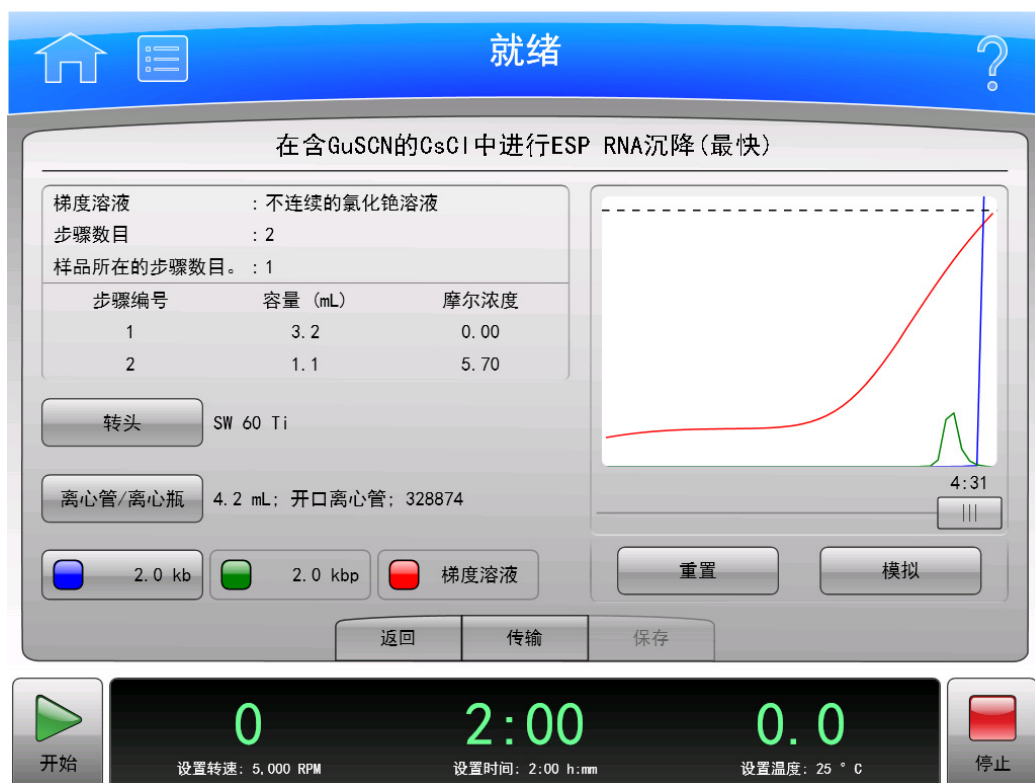 就绪
在含GuSCN的CsCl中进行ESP RNA沉降(最快)
梯度溶液 : 不连续的氯化铯溶液
步骤数目 : 2
样品所在的步骤数目。 : 1
步骤编号 容量 (mL) 摩尔浓度
1 3.2 0.00
2 1.1 5.70
转头 SW 60 Ti
离心管/离心瓶 4.2 mL; 开口离心管; 328874
4:31
2.0 kb 2.0 kbp 梯度溶液
重置 模拟
返回 传输 保存
0 2:00 0.0
开始 设置转速: 5,000 RPM 设置时间: 2:00 h:mm 设置温度: 25 ° C 停止